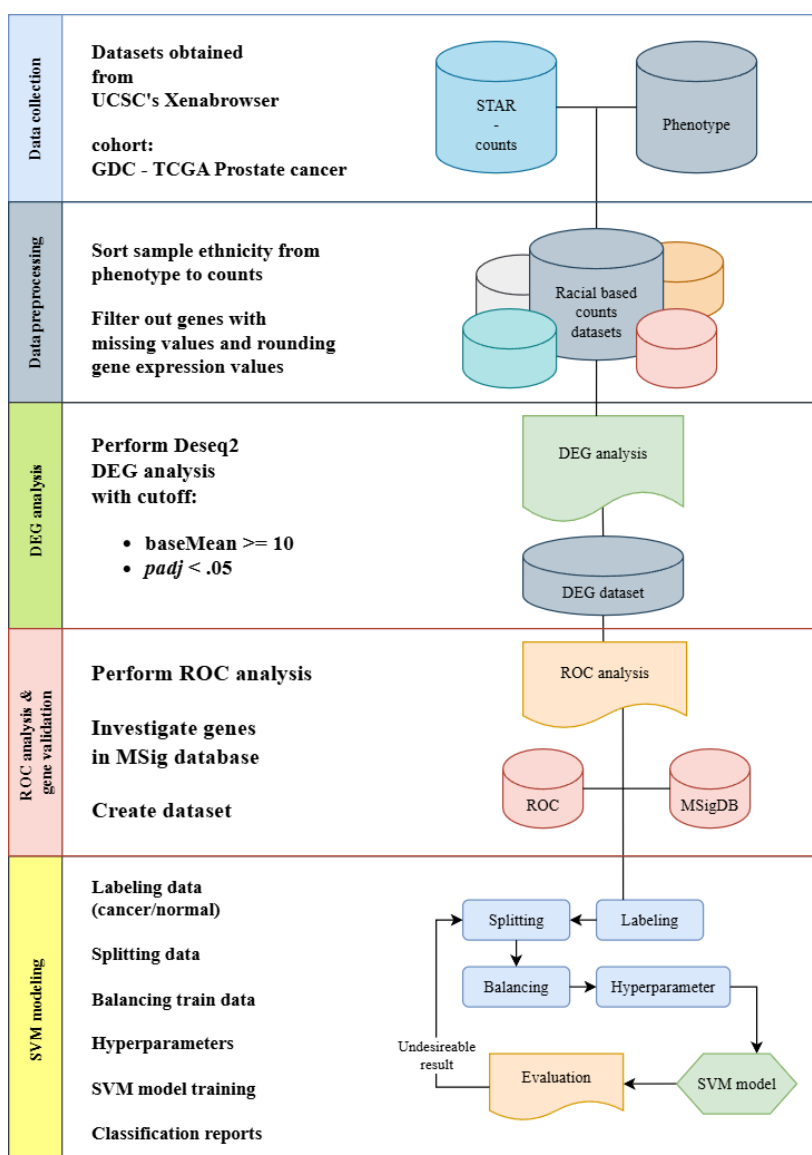 Data collection
Datasets obtained
from
UCSC's Xenabrowser
cohort:
GDC - TCGA Prostate cancer
STAR
-
counts
Phenotype
Data preprocessing
Sort sample ethnicity from
phenotype to counts
Filter out genes with
missing values and rounding
gene expression values
Racial based
counts
datasets
DEG analysis
Perform Deseq2
DEG analysis
with cutoff:
• baseMean >= 10
• padj < .05
DEG analysis
DEG dataset
ROC analysis &
gene validation
Perform ROC analysis
Investigate genes
in MSig database
Create dataset
ROC analysis
ROC
MSigDB
SVM modeling
Labeling data
(cancer/normal)
Splitting data
Balancing train data
Hyperparameters
SVM model training
Classification reports
Splitting
Labeling
Balancing
Hyperparameter
Undesireable
result
Evaluation
SVM model